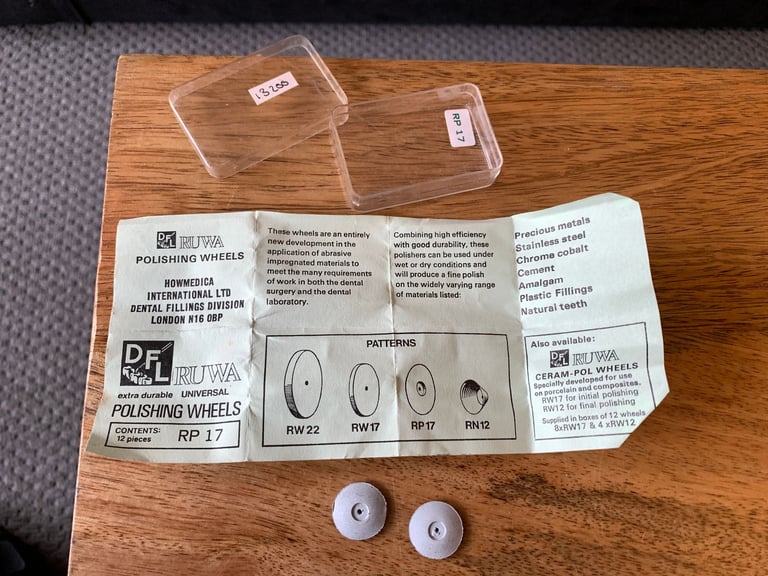 13200
RP 17
DFL RUWA
POLISHING WHEELS
HOWMEDICA
INTERNATIONAL LTD
DENTAL FILLINGS DIVISION
LONDON N16 0BP
DFL RUWA
extra durable UNIVERSAL
POLISHING WHEELS
CONTENTS:
12 pieces
RP 17
These wheels are an entirely
new development in the
application of abrasive
impregnated materials to
meet the many requirements
of work in both the dental
surgery and the dental
laboratory.
Combining high efficiency
with good durability, these
polishers can be used under
wet or dry conditions and
will produce a fine polish
on the widely varying range
of materials listed:
PATTERNS
RW 22
RW 17
RP 17
RN12
Precious metals
Stainless steel
Chrome cobalt
Cement
Amalgam
Plastic Fillings
Natural teeth
Also available:
DFL RUWA
CERAM-POL WHEELS
Specially developed for use
on porcelain and composites.
RW17 for initial polishing
RW12 for final polishing
Supplied in boxes of 12 wheels
8xRW17 & 4 xRW12